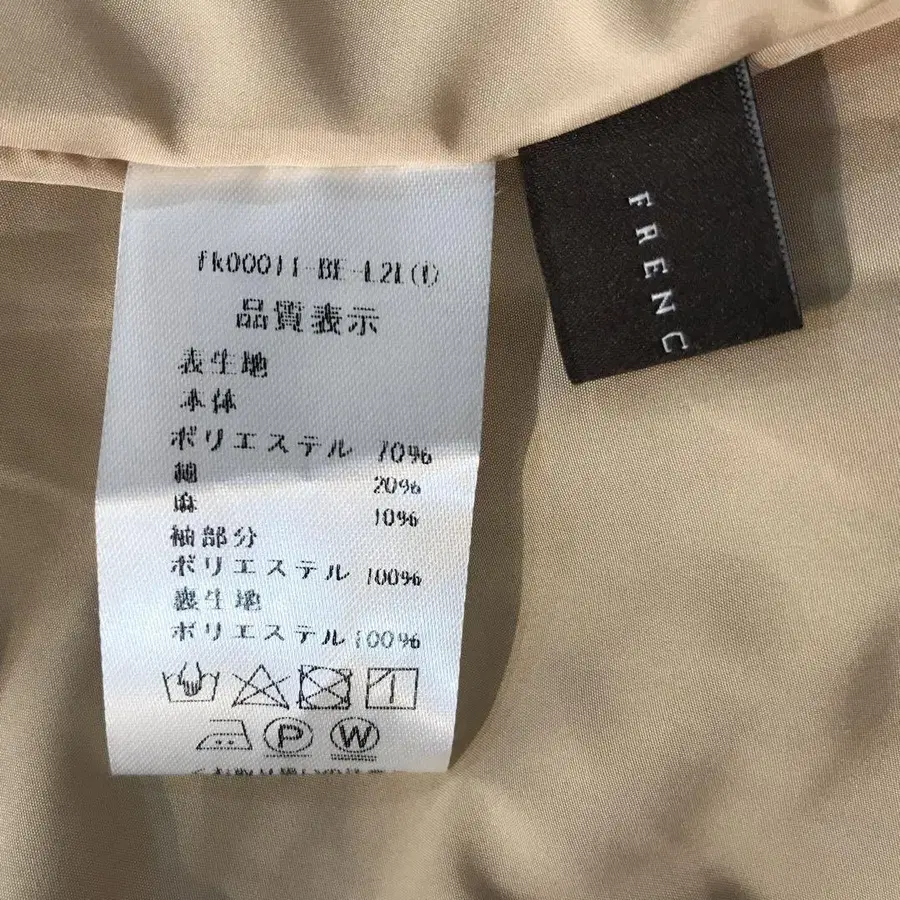 fk00011-BE-L2L(f)
品質表示
表生地
本体
ポリエステル 70%
綿 20%
麻 10%
袖部分
ポリエステル 100%
表生地
ポリエステル 100%
P W
FRENC